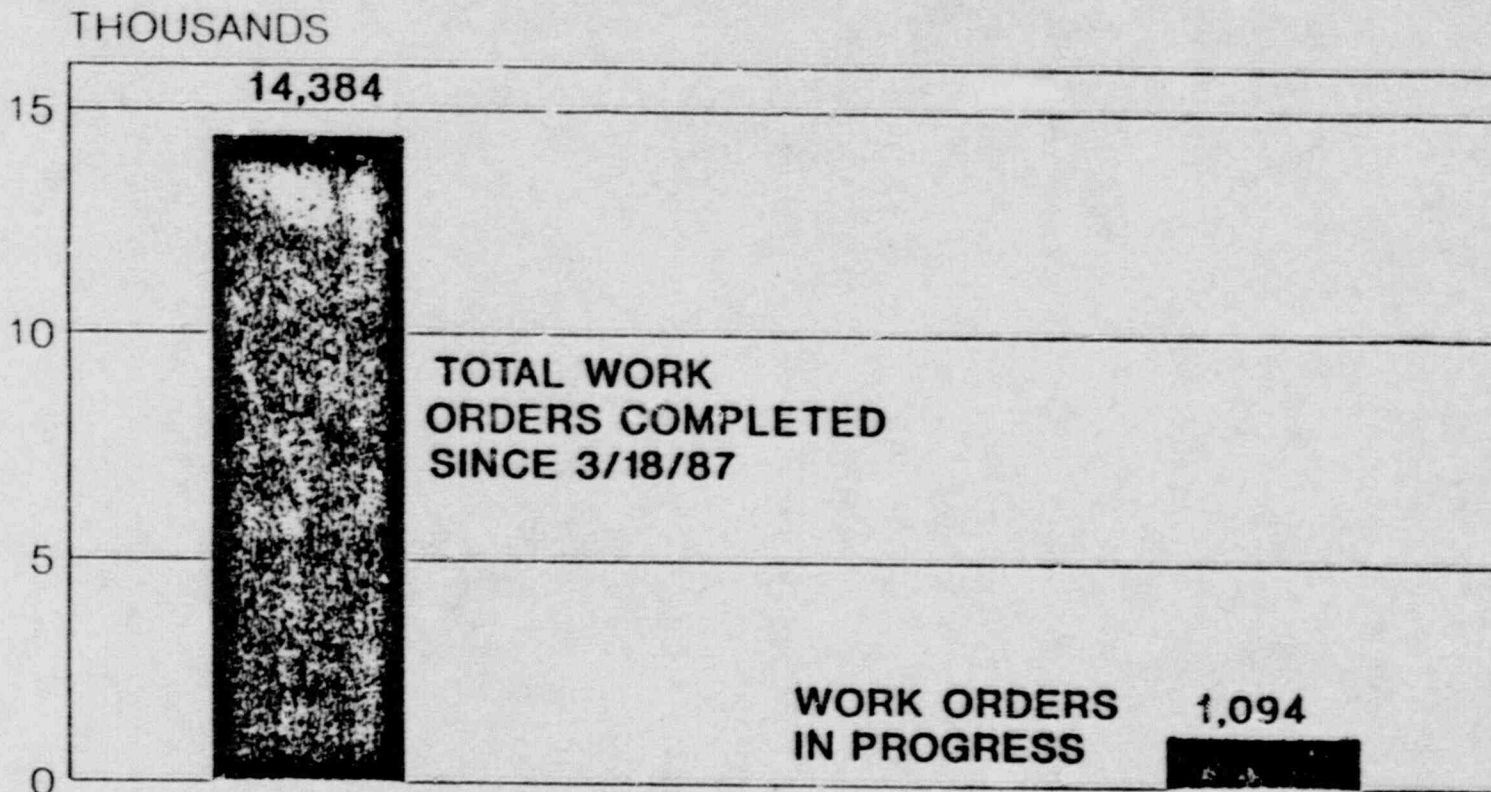 THOUSANDS
14,384
15
10
TOTAL WORK
ORDERS COMPLETED
SINCE 3/18/87
5
WORK ORDERS
IN PROGRESS
1,094
0